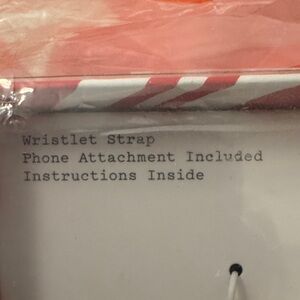 Wristlet Strap
Phone Attachment Included
Instructions Inside